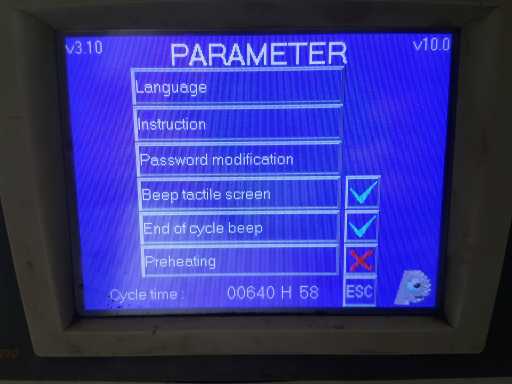 v3.10
PARAMETER
v10.0
Language
Instruction
Password modification
Beep tactile screen
End of cycle beep
Preheating
Cycle time : 00640 H 58
ESC